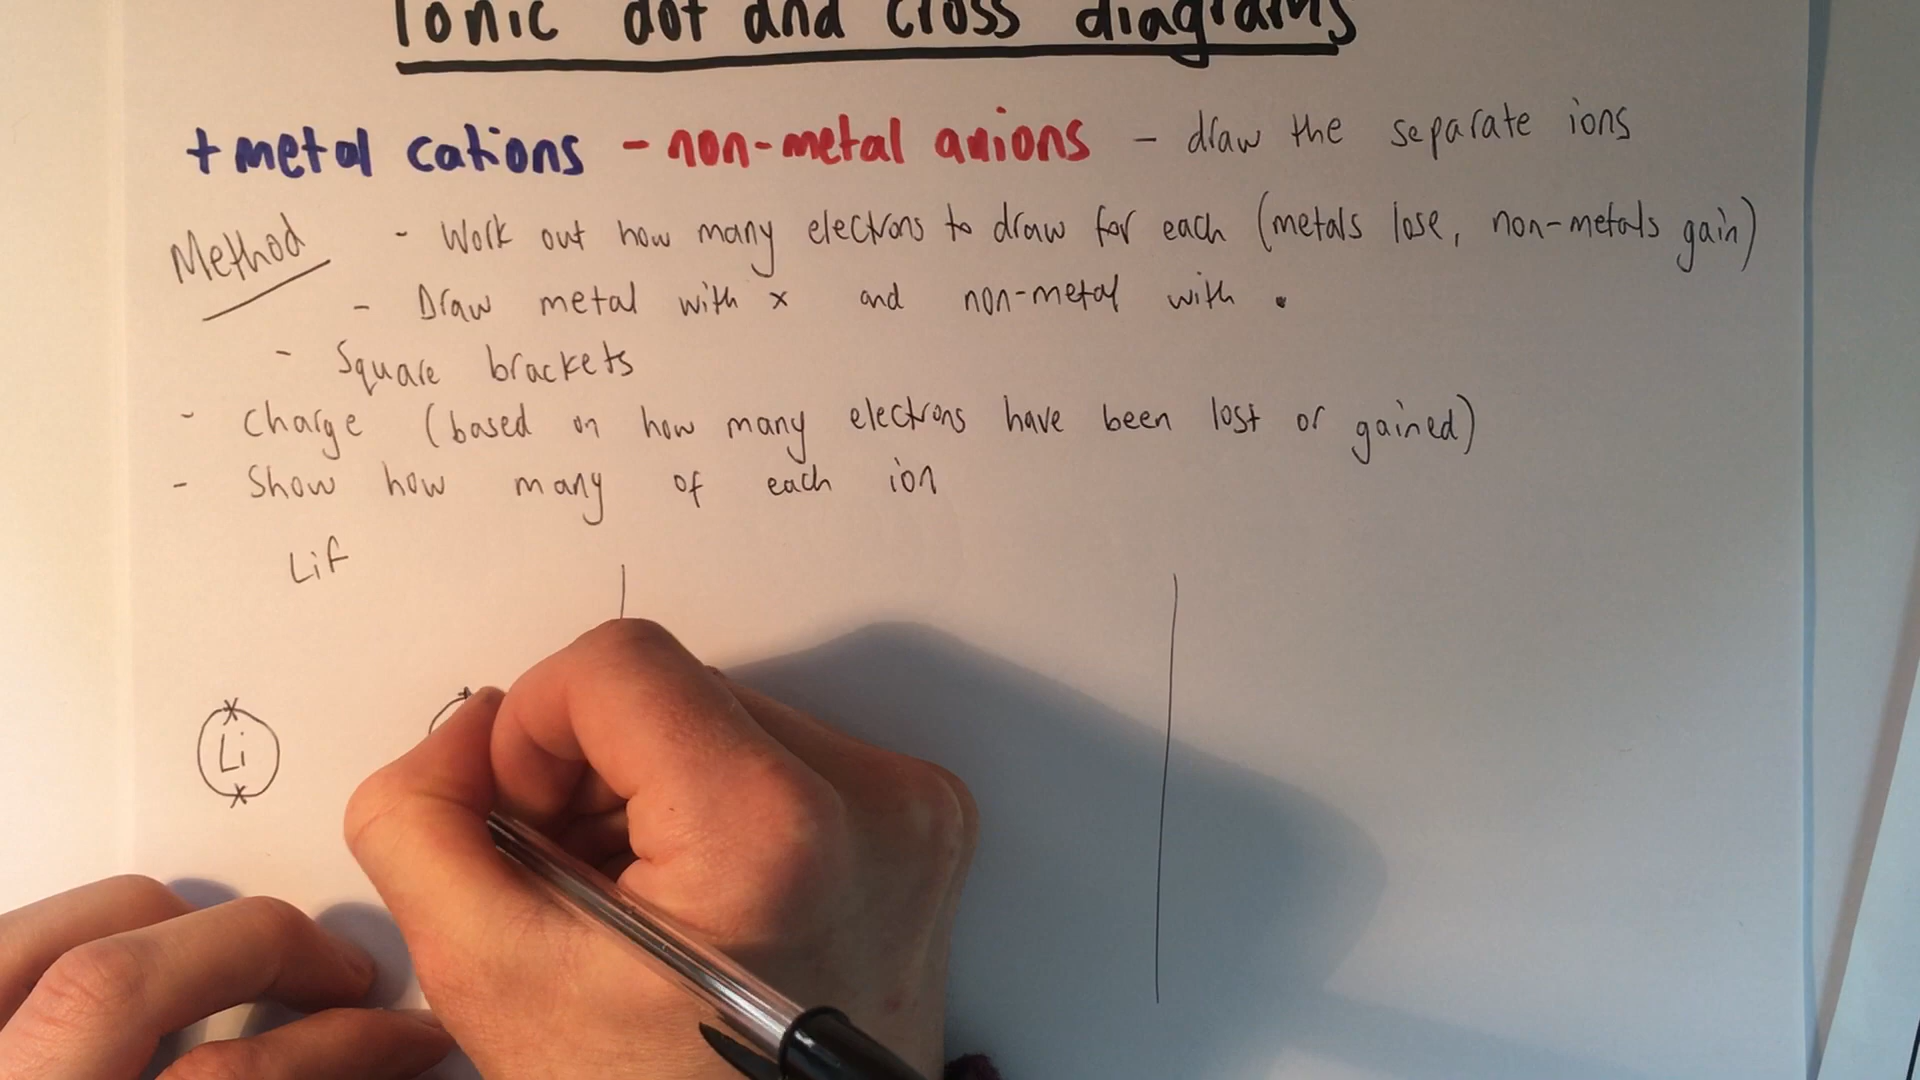 Ionic dot and cross diagrams
+ metal cations - non-metal anions - draw the separate ions
Method - Work out how many electrons to draw for each (metals lose, non-metals gain)
- Draw metal with x and non-metal with •
- Square brackets
- Charge (based on how many electrons have been lost or gained)
- Show how many of each ion
LiF
Li